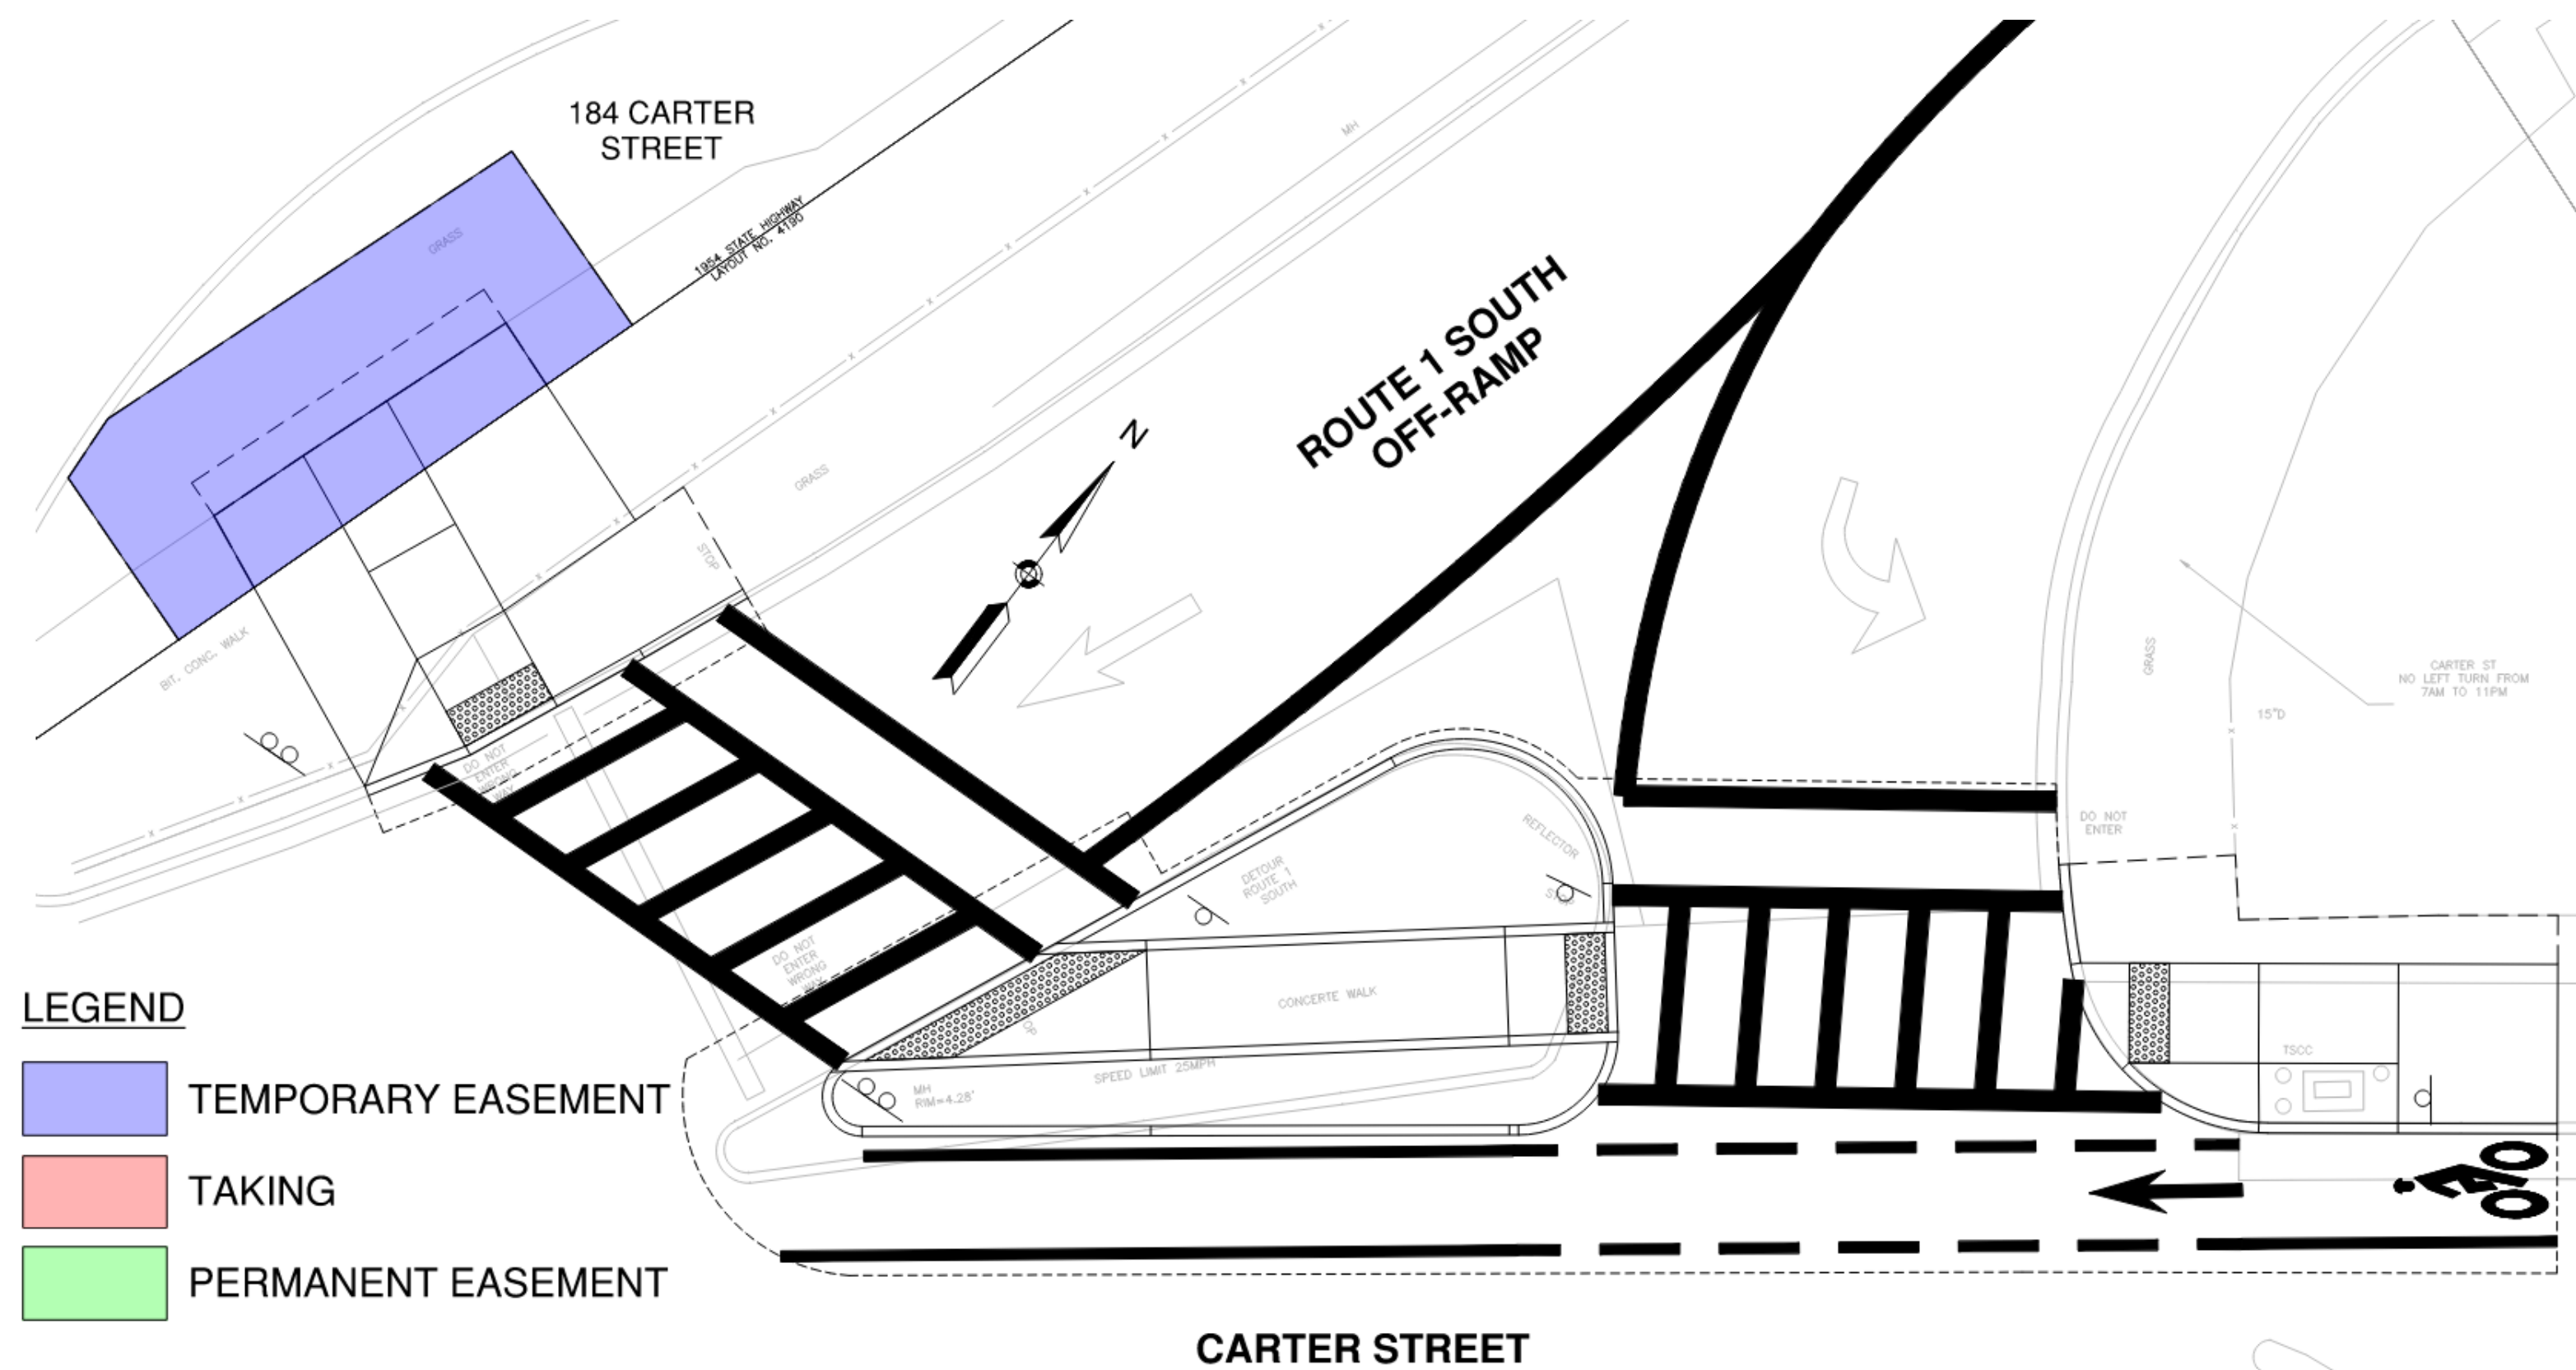 184 CARTER
STREET
GRASS
1954 STATE HIGHWAY
LAYOUT NO. 4190
MH
ROUTE 1 SOUTH
OFF-RAMP
N
GRASS
STOP
BIT. CONC. WALK
DO NOT
ENTER
WRONG
WAY
GRASS
CARTER ST
NO LEFT TURN FROM
7AM TO 11PM
15"D
DO NOT
ENTER
REFLECTOR
STOP
DETOUR
ROUTE 1
SOUTH
DO NOT
ENTER
WRONG
WAY
CONCERTE WALK
OP
SPEED LIMIT 25MPH
MH
RIM=4.28'
TSCC
LEGEND
TEMPORARY EASEMENT
TAKING
PERMANENT EASEMENT
CARTER STREET